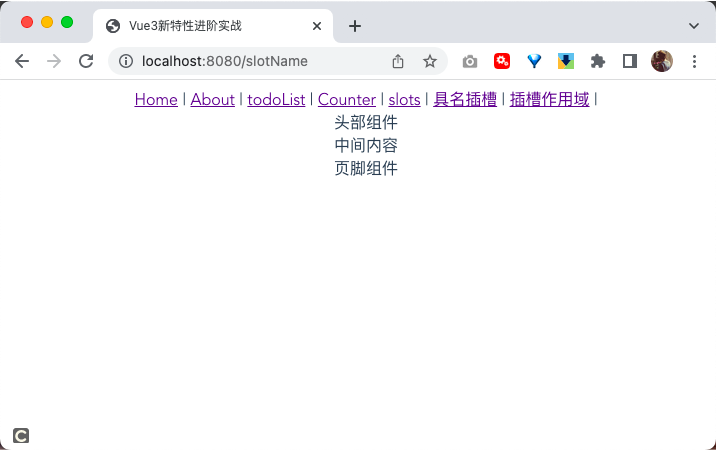 Vue3新特性进阶实战
localhost:8080/slotName
Home | About | todoList | Counter | slots | 具名插槽 | 插槽作用域 |
头部组件
中间内容
页脚组件
C